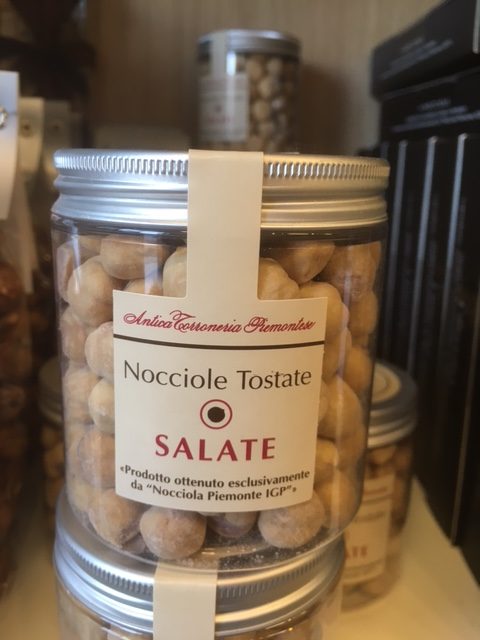 Antica Torroneria Piemontese
Nocciole Tostate
SALATE
«Prodotto ottenuto esclusivamente
da "Nocciola Piemonte IGP"»